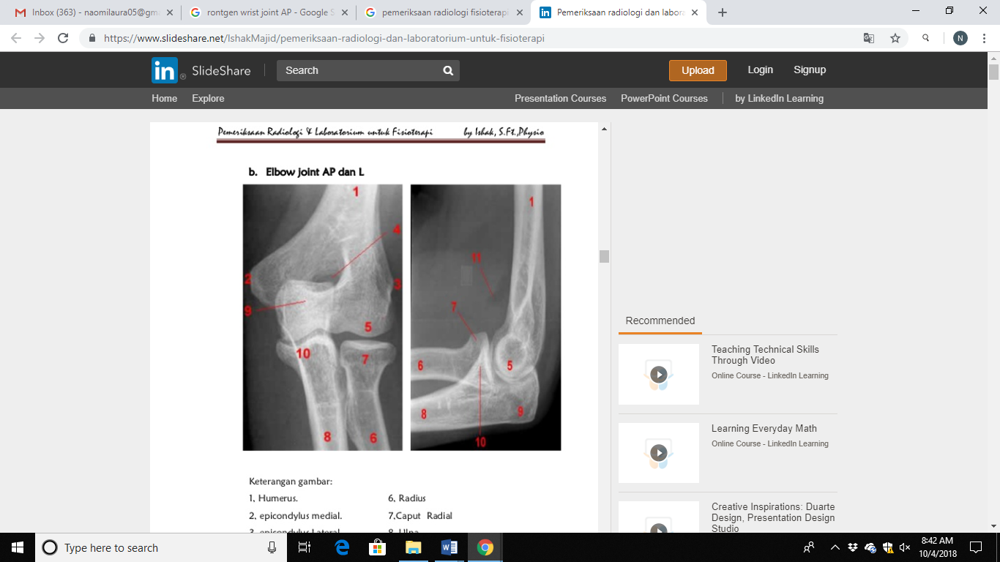 Inbox (363) - naomilaura05@gma
rontgen wrist joint AP - Google S
pemeriksaan radiologi fisioterapi
Pemeriksaan radiologi dan labora
https://www.slideshare.net/IshakMajid/pemeriksaan-radiologi-dan-laboratorium-untuk-fisioterapi
N
in SlideShare
Search
Upload
Login
Signup
Home
Explore
Presentation Courses
PowerPoint Courses
by LinkedIn Learning
Pemeriksaan Radiologi & Laboratorium untuk Fisioterapi by Ishak, S.Ft.,Physio
b. Elbow joint AP dan L
1
4
2
3
9
5
10
7
8
6
1
11
7
6
5
8
9
10
Keterangan gambar:
1, Humerus.
6, Radius
2, epicondylus medial.
7,Caput Radial
3, epicondylus Lateral
8, Ulna
Recommended
Teaching Technical Skills
Through Video
Online Course - LinkedIn Learning
Learning Everyday Math
Online Course - LinkedIn Learning
Creative Inspirations: Duarte
Design, Presentation Design
Studio
Type here to search
8:42 AM
10/4/2018